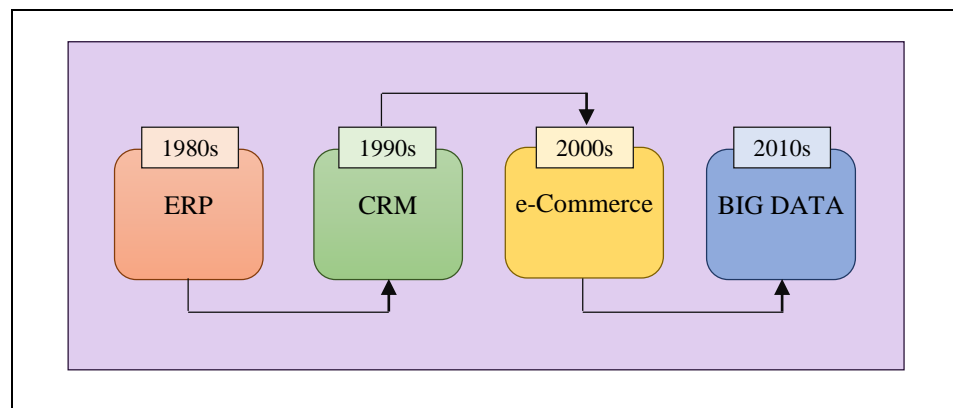 1980s
ERP
1990s
CRM
2000s
e-Commerce
2010s
BIG DATA